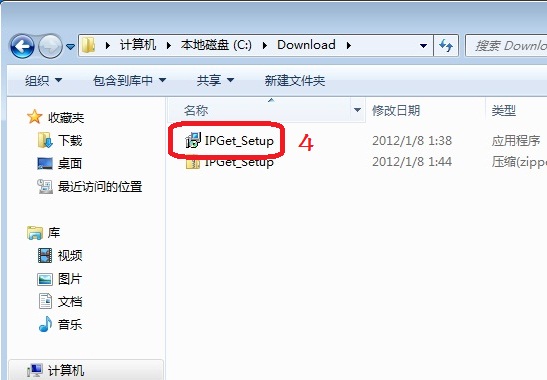 计算机 ▸ 本地磁盘 (C:) ▸ Download ▸
搜索 Downlo
组织 包含到库中 共享 新建文件夹
名称 修改日期 类型
收藏夹
下载
桌面
最近访问的位置
库
视频
图片
文档
音乐
计算机
IPGet_Setup 2012/1/8 1:38 应用程序
4
IPGet_Setup 2012/1/8 1:44 压缩(zippe